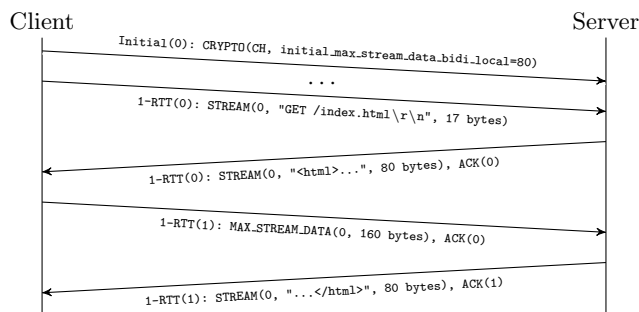 Client
Server
Initial(0): CRYPTO(CH, initial_max_stream_data_bidi_local=80)
...
1-RTT(0): STREAM(0, "GET /index.html\r\n", 17 bytes)
1-RTT(0): STREAM(0, "<html>...", 80 bytes), ACK(0)
1-RTT(1): MAX_STREAM_DATA(0, 160 bytes), ACK(0)
1-RTT(1): STREAM(0, "...</html>", 80 bytes), ACK(1)